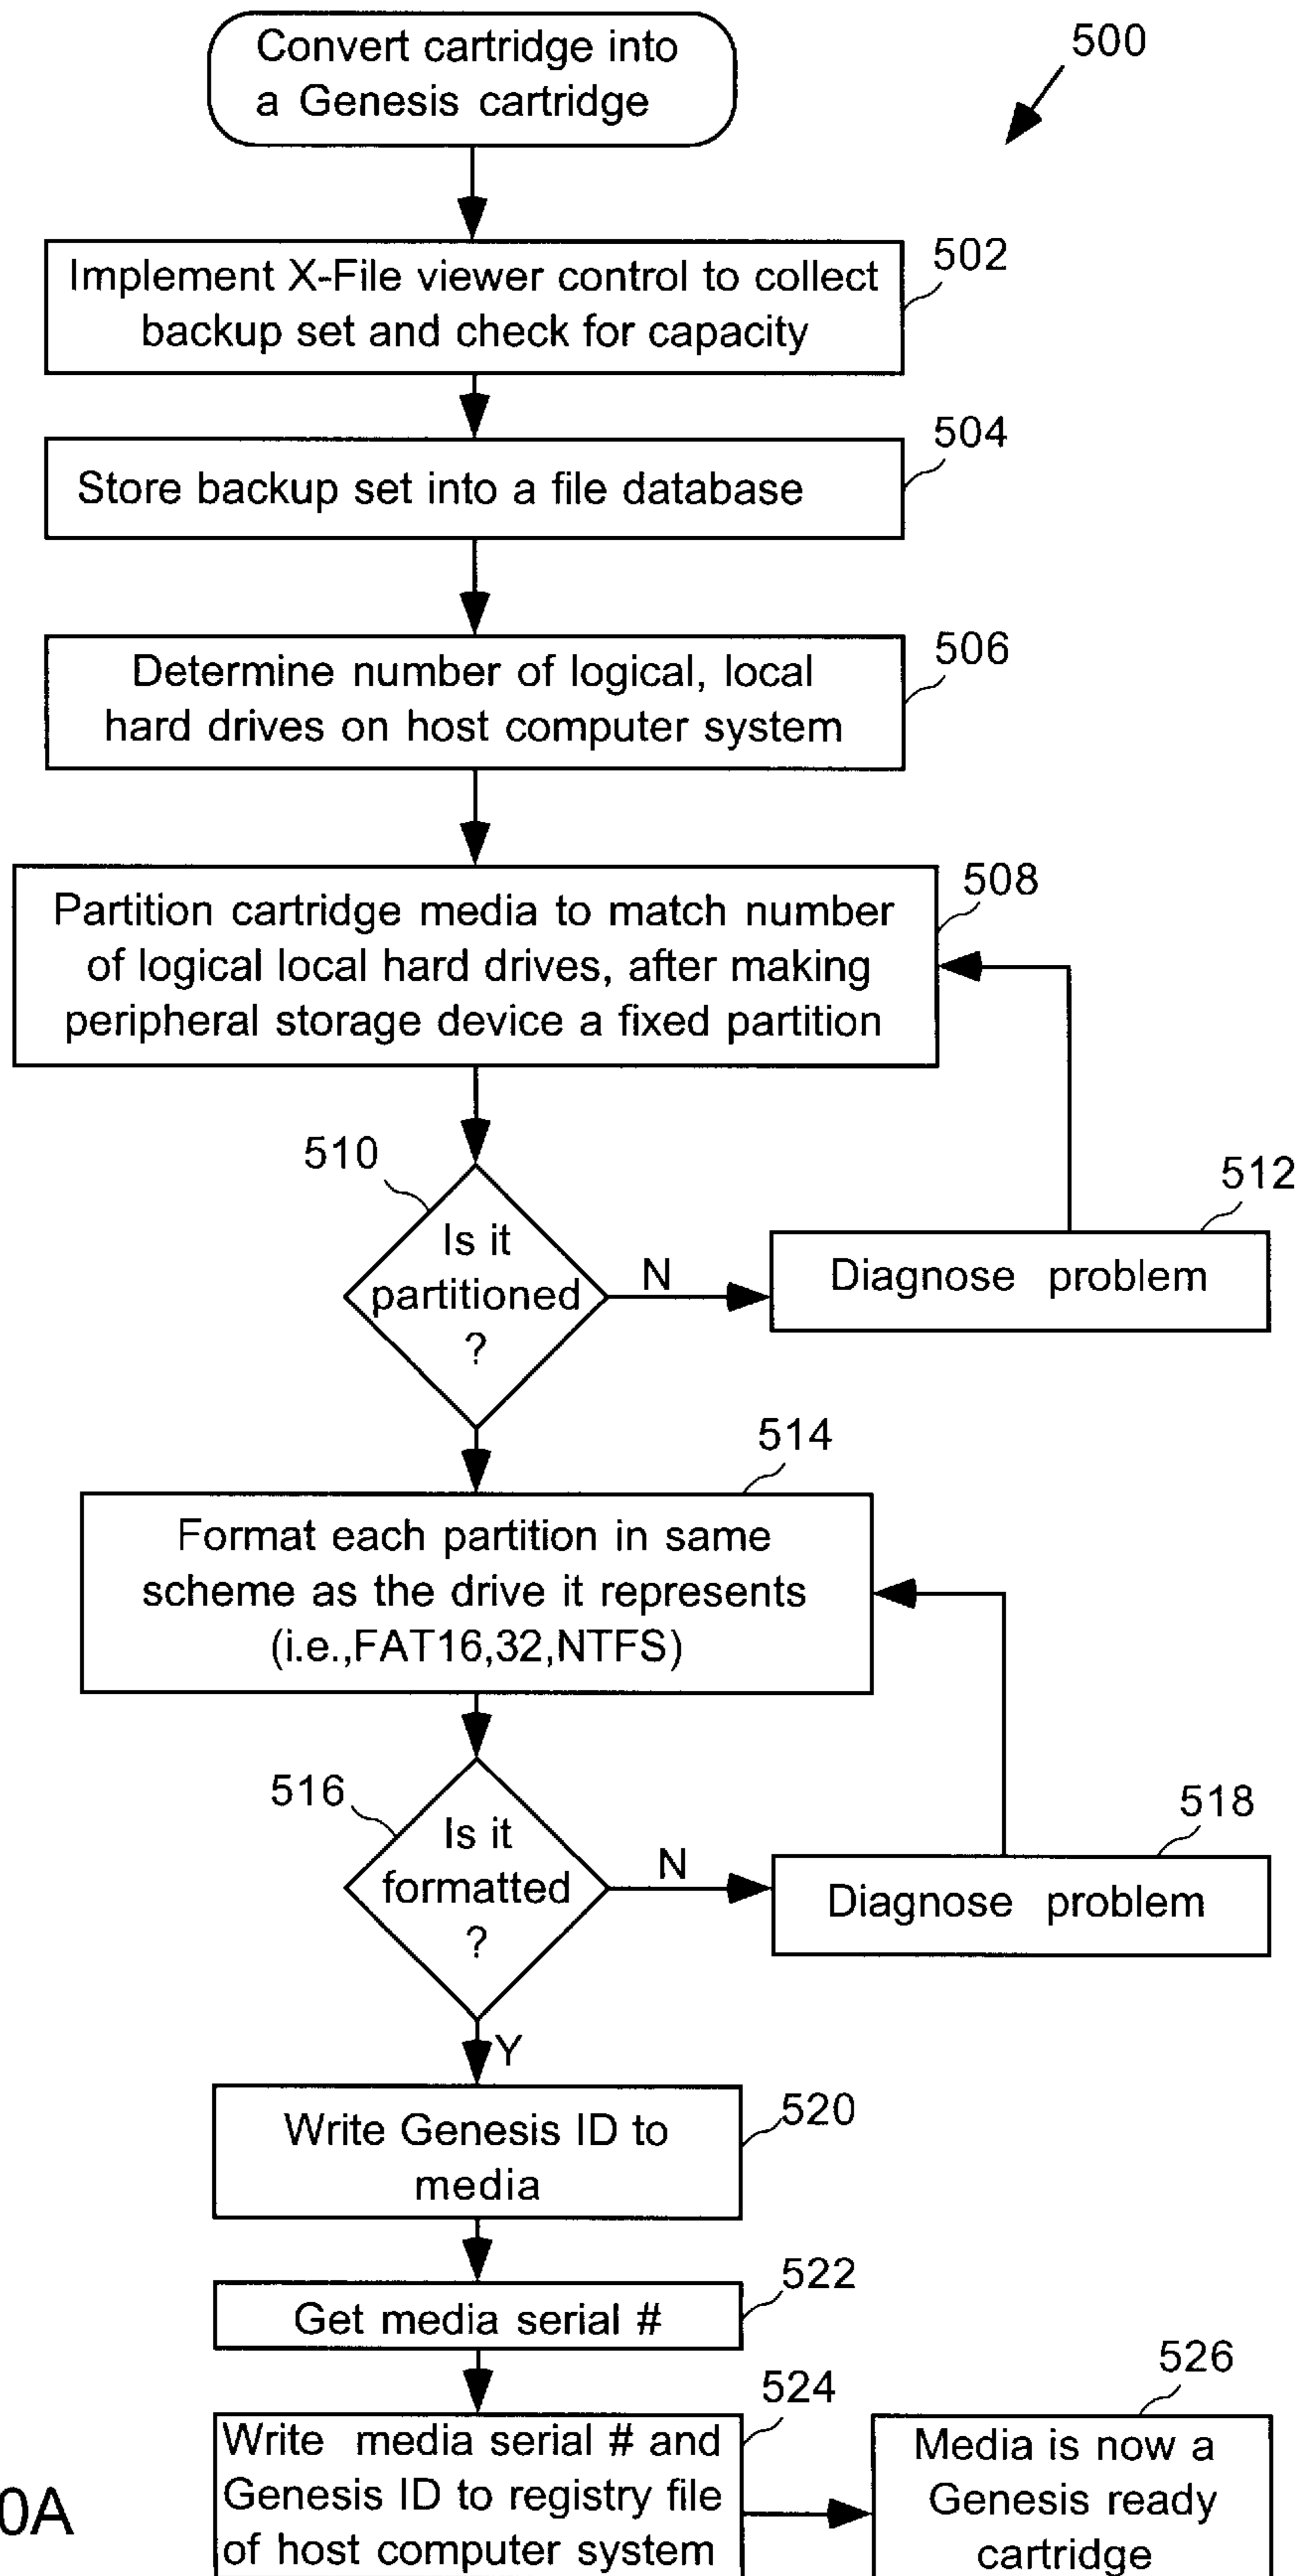 Convert cartridge into
a Genesis cartridge
500
502
Implement X-File viewer control to collect
backup set and check for capacity
504
Store backup set into a file database
506
Determine number of logical, local
hard drives on host computer system
508
Partition cartridge media to match number
of logical local hard drives, after making
peripheral storage device a fixed partition
510
Is it
partitioned
?
N
512
Diagnose problem
514
Format each partition in same
scheme as the drive it represents
(i.e.,FAT16,32,NTFS)
516
Is it
formatted
?
N
518
Diagnose problem
Y
520
Write Genesis ID to
media
522
Get media serial #
524
Write media serial # and
Genesis ID to registry file
of host computer system
526
Media is now a
Genesis ready
cartridge
0A